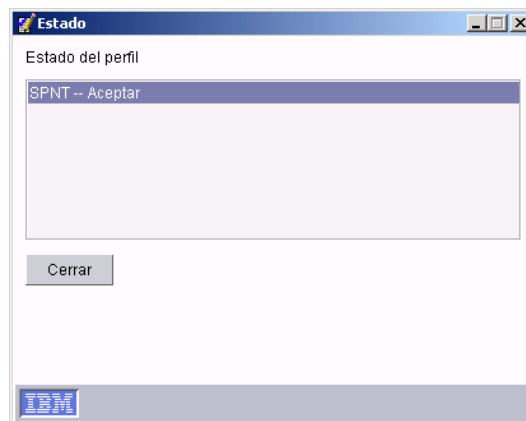 Estado
Estado del perfil
SPNT -- Aceptar
Cerrar
IBM